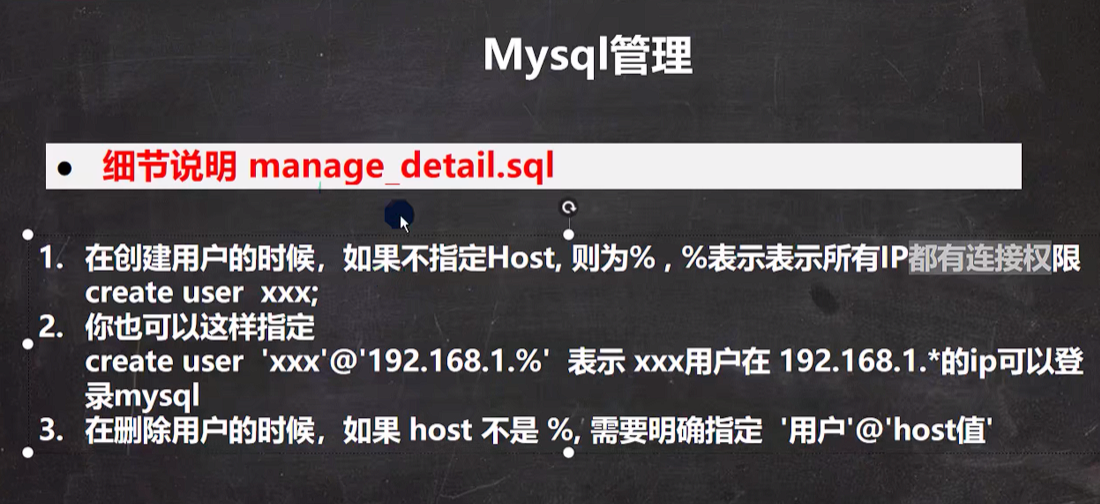 Mysql管理
• 细节说明 manage_detail.sql
1. 在创建用户的时候，如果不指定Host, 则为% , %表示表示所有IP都有连接权限
create user  xxx;
2. 你也可以这样指定
create user  'xxx'@'192.168.1.%'  表示 xxx用户在 192.168.1.*的ip可以登
录mysql
3. 在删除用户的时候，如果 host 不是 %, 需要明确指定  '用户'@'host值'